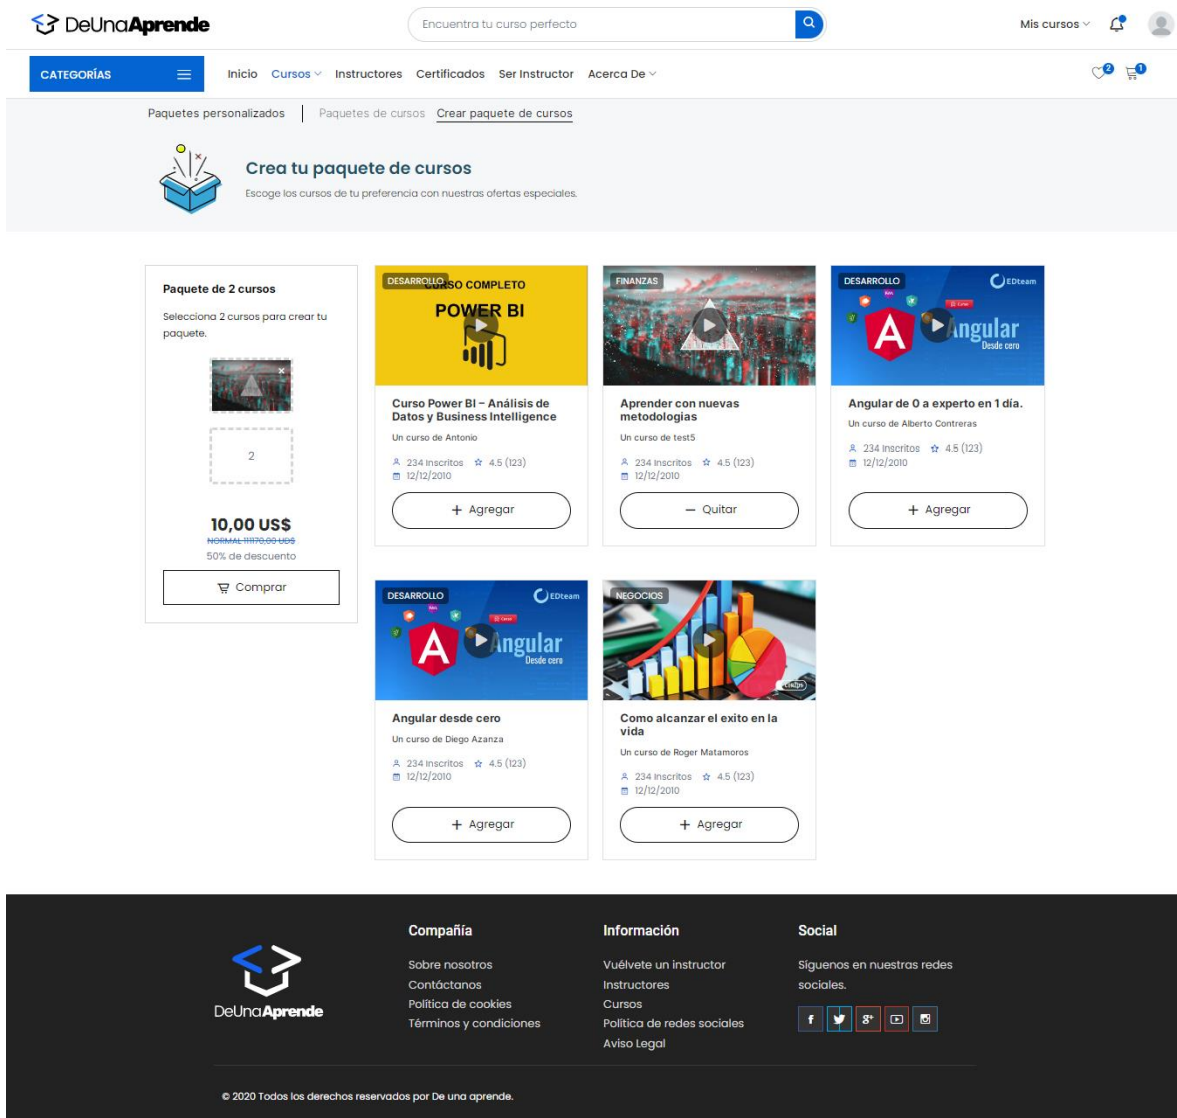 DeUnaAprende
Encuentra tu curso perfecto
Mis cursos
CATEGORÍAS
Inicio Cursos Instructores Certificados Ser Instructor Acerca De
2
1
Paquetes personalizados
Paquetes de cursos Crear paquete de cursos
Crea tu paquete de cursos
Escoge los cursos de tu preferencia con nuestras ofertas especiales.
Paquete de 2 cursos
Selecciona 2 cursos para crear tu
paquete.
2
10,00 US$
NORMAL 111170,00 UD$
50% de descuento
Comprar
DESARROLLO
CURSO COMPLETO
POWER BI
Curso Power BI – Análisis de
Datos y Business Intelligence
Un curso de Antonio
234 Inscritos 4.5 (123)
12/12/2010
+ Agregar
FINANZAS
Aprender con nuevas
metodologias
Un curso de test5
234 Inscritos 4.5 (123)
12/12/2010
− Quitar
DESARROLLO
EDteam
A
Angular
Desde cero
Angular de 0 a experto en 1 día.
Un curso de Alberto Contreras
234 Inscritos 4.5 (123)
12/12/2010
+ Agregar
DESARROLLO
EDteam
A
Angular
Desde cero
Angular desde cero
Un curso de Diego Azanza
234 Inscritos 4.5 (123)
12/12/2010
+ Agregar
NEGOCIOS
Como alcanzar el exito en la
vida
Un curso de Roger Matamoros
234 Inscritos 4.5 (123)
12/12/2010
+ Agregar
DeUnaAprende
Compañía
Sobre nosotros
Contáctanos
Política de cookies
Términos y condiciones
Información
Vuélvete un instructor
Instructores
Cursos
Política de redes sociales
Aviso Legal
Social
Síguenos en nuestras redes
sociales.
© 2020 Todos los derechos reservados por De una aprende.